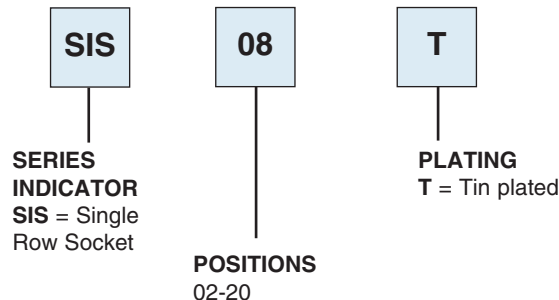 SIS
08
T
SERIES
INDICATOR
SIS = Single
Row Socket
POSITIONS
02-20
PLATING
T = Tin plated